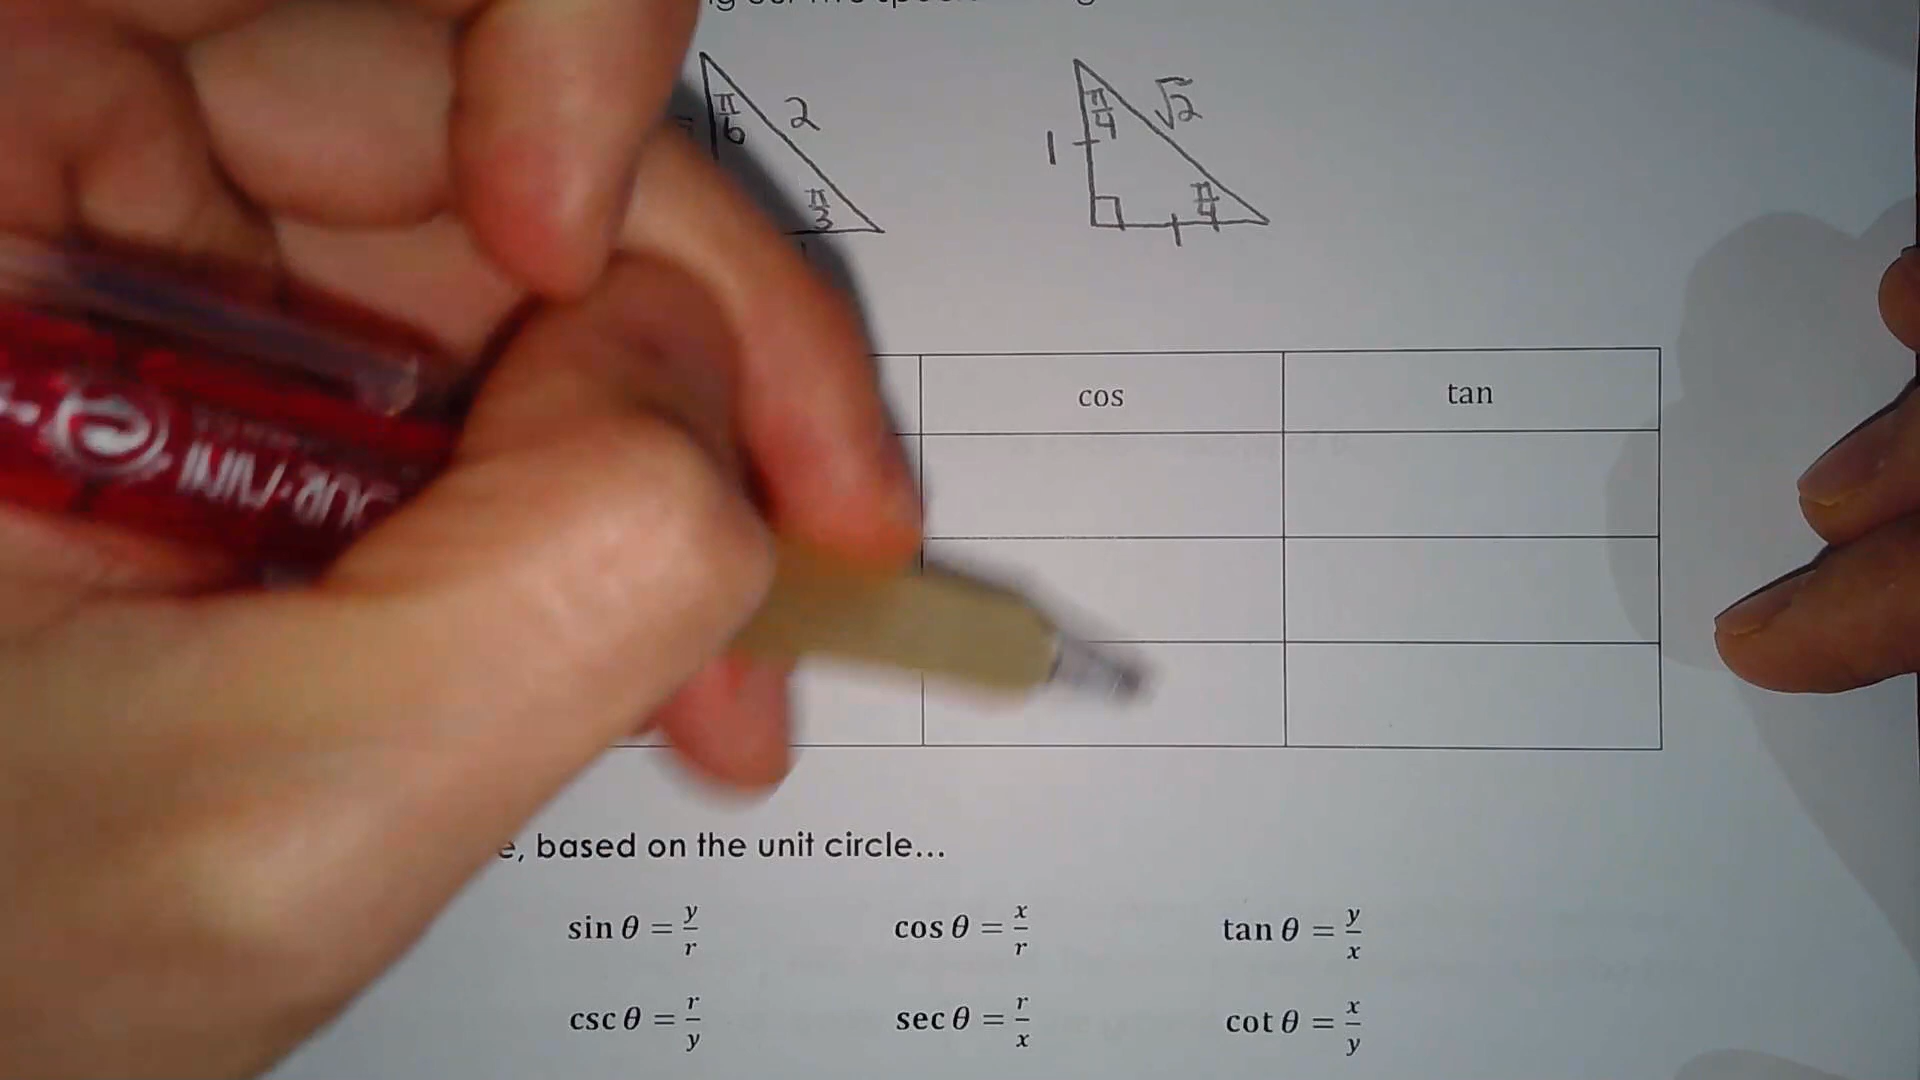 π/6 2
π/3
1 π/4 √2
π/4
cos tan
, based on the unit circle...
sin θ = y/r cos θ = x/r tan θ = y/x
csc θ = r/y sec θ = r/x cot θ = x/y